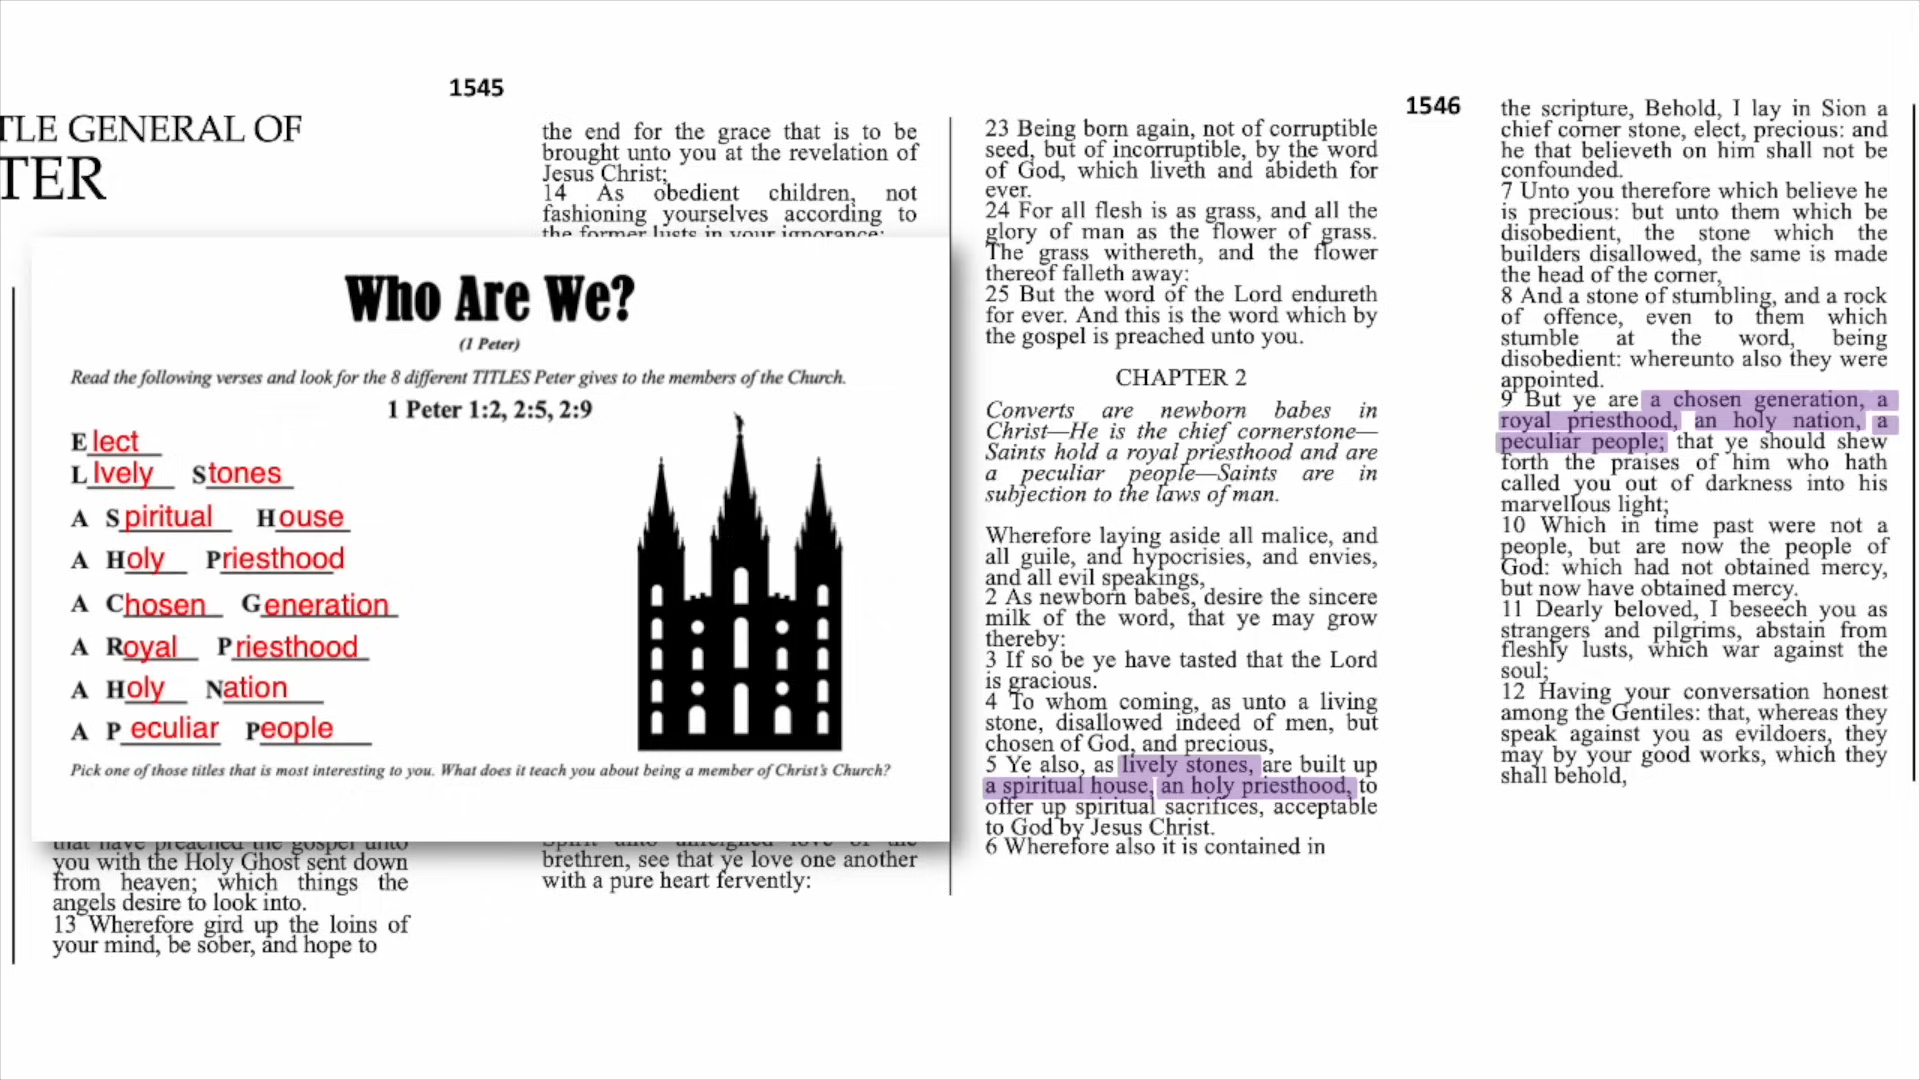 1545
TLE GENERAL OF
TER
the end for the grace that is to be
brought unto you at the revelation of
Jesus Christ;
14 As obedient children, not
fashioning yourselves according to
the former lusts in your ignorance:
Who Are We?
(1 Peter)
Read the following verses and look for the 8 different TITLES Peter gives to the members of the Church.
1 Peter 1:2, 2:5, 2:9
Elect
LIvely Stones
A Spiritual House
A Holy Priesthood
A Chosen Generation
A Royal Priesthood
A Holy Nation
A Peculiar People
Pick one of those titles that is most interesting to you. What does it teach you about being a member of Christ's Church?
that have preached the gospel unto
you with the Holy Ghost sent down
from heaven; which things the
angels desire to look into.
13 Wherefore gird up the loins of
your mind, be sober, and hope to
Spirit unto unfeigned love of the
brethren, see that ye love one another
with a pure heart fervently:
23 Being born again, not of corruptible
seed, but of incorruptible, by the word
of God, which liveth and abideth for
ever.
24 For all flesh is as grass, and all the
glory of man as the flower of grass.
The grass withereth, and the flower
thereof falleth away:
25 But the word of the Lord endureth
for ever. And this is the word which by
the gospel is preached unto you.
CHAPTER 2
Converts are newborn babes in
Christ—He is the chief cornerstone—
Saints hold a royal priesthood and are
a peculiar people—Saints are in
subjection to the laws of man.
Wherefore laying aside all malice, and
all guile, and hypocrisies, and envies,
and all evil speakings,
2 As newborn babes, desire the sincere
milk of the word, that ye may grow
thereby:
3 If so be ye have tasted that the Lord
is gracious.
4 To whom coming, as unto a living
stone, disallowed indeed of men, but
chosen of God, and precious,
5 Ye also, as lively stones, are built up
a spiritual house, an holy priesthood, to
offer up spiritual sacrifices, acceptable
to God by Jesus Christ.
6 Wherefore also it is contained in
1546
the scripture, Behold, I lay in Sion a
chief corner stone, elect, precious: and
he that believeth on him shall not be
confounded.
7 Unto you therefore which believe he
is precious: but unto them which be
disobedient, the stone which the
builders disallowed, the same is made
the head of the corner,
8 And a stone of stumbling, and a rock
of offence, even to them which
stumble at the word, being
disobedient: whereunto also they were
appointed.
9 But ye are a chosen generation, a
royal priesthood, an holy nation, a
peculiar people; that ye should shew
forth the praises of him who hath
called you out of darkness into his
marvellous light;
10 Which in time past were not a
people, but are now the people of
God: which had not obtained mercy,
but now have obtained mercy.
11 Dearly beloved, I beseech you as
strangers and pilgrims, abstain from
fleshly lusts, which war against the
soul;
12 Having your conversation honest
among the Gentiles: that, whereas they
speak against you as evildoers, they
may by your good works, which they
shall behold,